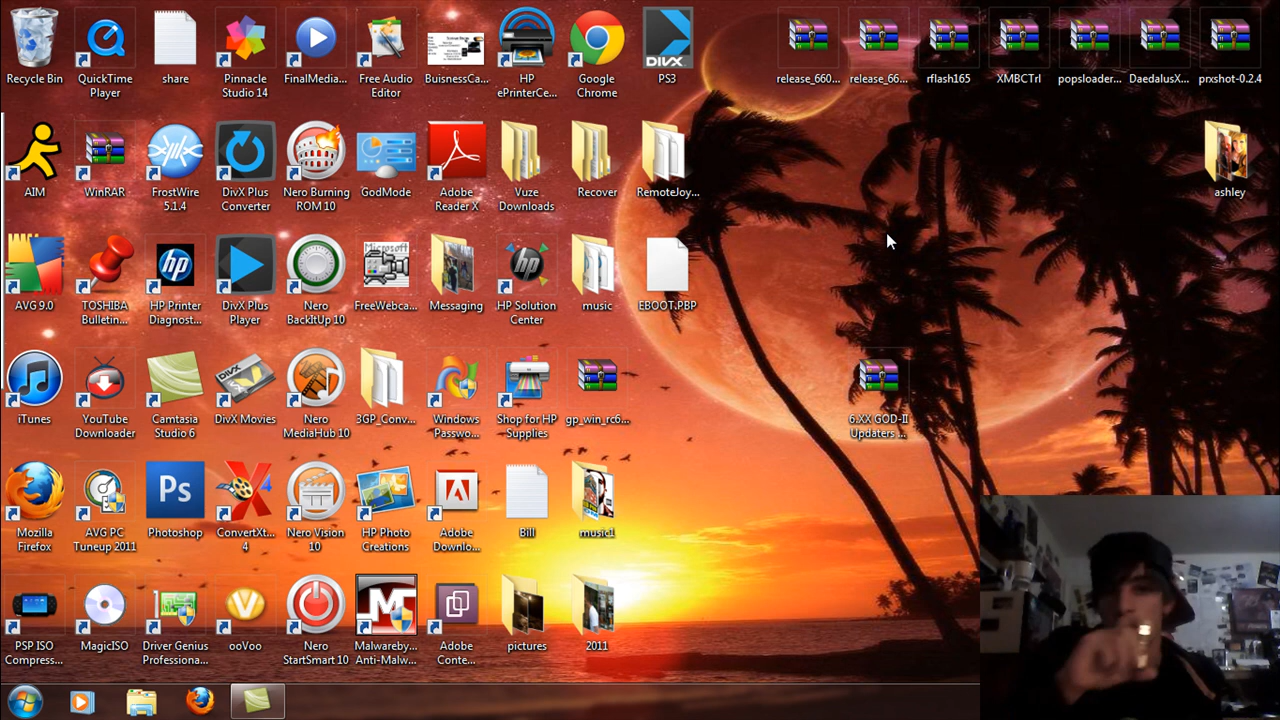 Recycle Bin
QuickTime
Player
share
Pinnacle
Studio 14
FinalMedia...
Free Audio
Editor
BuisnessCa...
HP
ePrinterCe...
Google
Chrome
DIVX
PS3
release_660...
release_66...
rflash165
XMBCTrl
popsloader...
DaedalusX...
prxshot-0.2.4
AIM
WinRAR
FrostWire
5.1.4
DivX Plus
Converter
Nero Burning
ROM 10
GodMode
Adobe
Reader X
Vuze
Downloads
Recover
RemoteJoy...
ashley
AVG 9.0
TOSHIBA
Bulletin...
hp
HP Printer
Diagnost...
DivX Plus
Player
Nero
BackItUp 10
Microsoft
FreeWebca...
Messaging
hp
HP Solution
Center
music
EBOOT.PBP
iTunes
YouTube
Downloader
Camtasia
Studio 6
DIVX
DivX Movies
Nero
MediaHub 10
3GP_Conv...
Windows
Passwo...
Shop for HP
Supplies
gp_win_rc6...
6.XX GOD-II
Updaters ...
Mozilla
Firefox
AVG PC
Tuneup 2011
Ps
Photoshop
4
ConvertXt...
4
Nero Vision
10
HP Photo
Creations
Adobe
Downlo...
Bill
music1
PSP ISO
Compress...
MagicISO
Driver Genius
Professiona...
ooVoo
Nero
StartSmart 10
Malwareby...
Anti-Malw...
Adobe
Conte...
pictures
2011